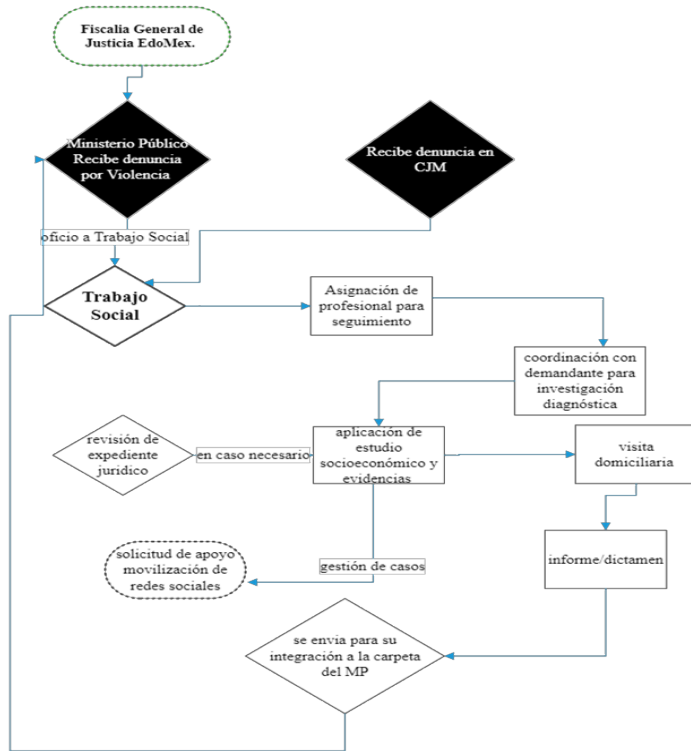 Fiscalia General de
Justicia EdoMex.
Ministerio Público
Recibe denuncia
por Violencia
Recibe denuncia en
CJM
oficio a Trabajo Social
Trabajo
Social
Asignación de
profesional para
seguimiento
coordinación con
demandante para
investigación
diagnóstica
revisión de
expediente
jurídico
en caso necesario
aplicación de
estudio
socioeconómico y
evidencias
visita
domiciliaria
solicitud de apoyo
movilización de
redes sociales
gestión de casos
informe/dictamen
se envia para su
integración a la carpeta
del MP